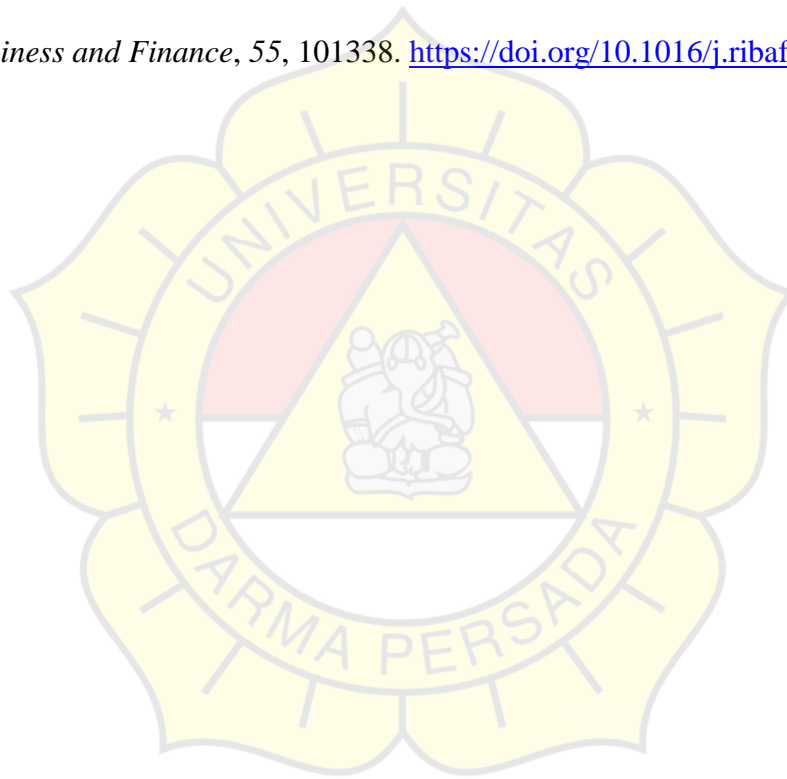 iness and Finance, 55, 101338. https://doi.org/10.1016/j.ribaf
UNIVERSITAS
DARMA PERSADA